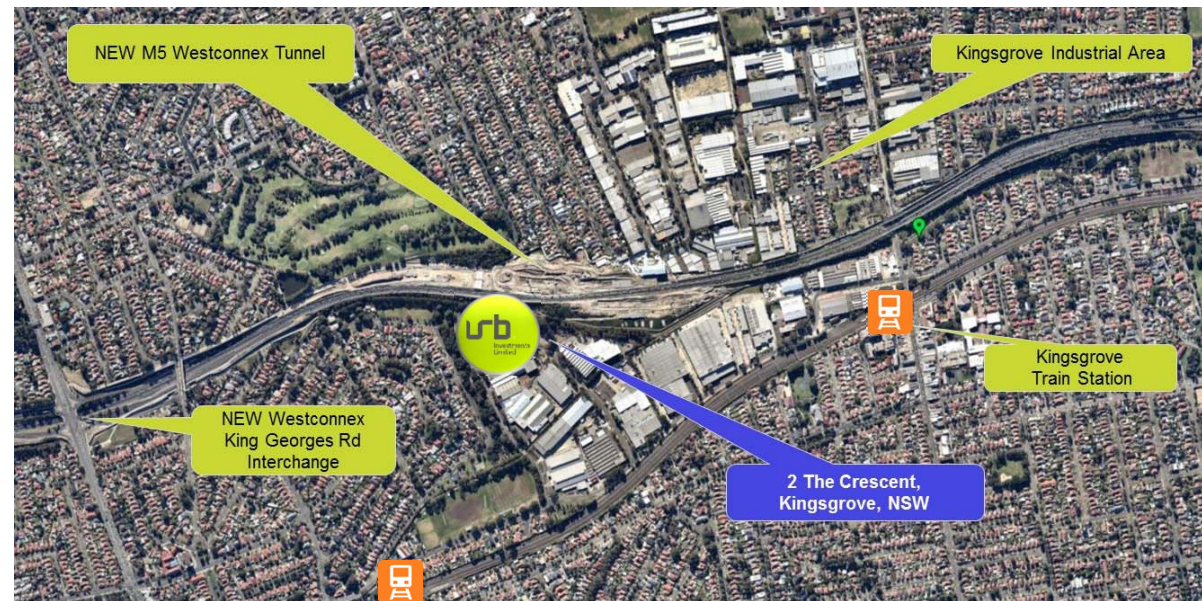 NEW M5 Westconnex Tunnel
Kingsgrove Industrial Area
urb
Investments
Limited
Kingsgrove
Train Station
NEW Westconnex
King Georges Rd
Interchange
2 The Crescent,
Kingsgrove, NSW